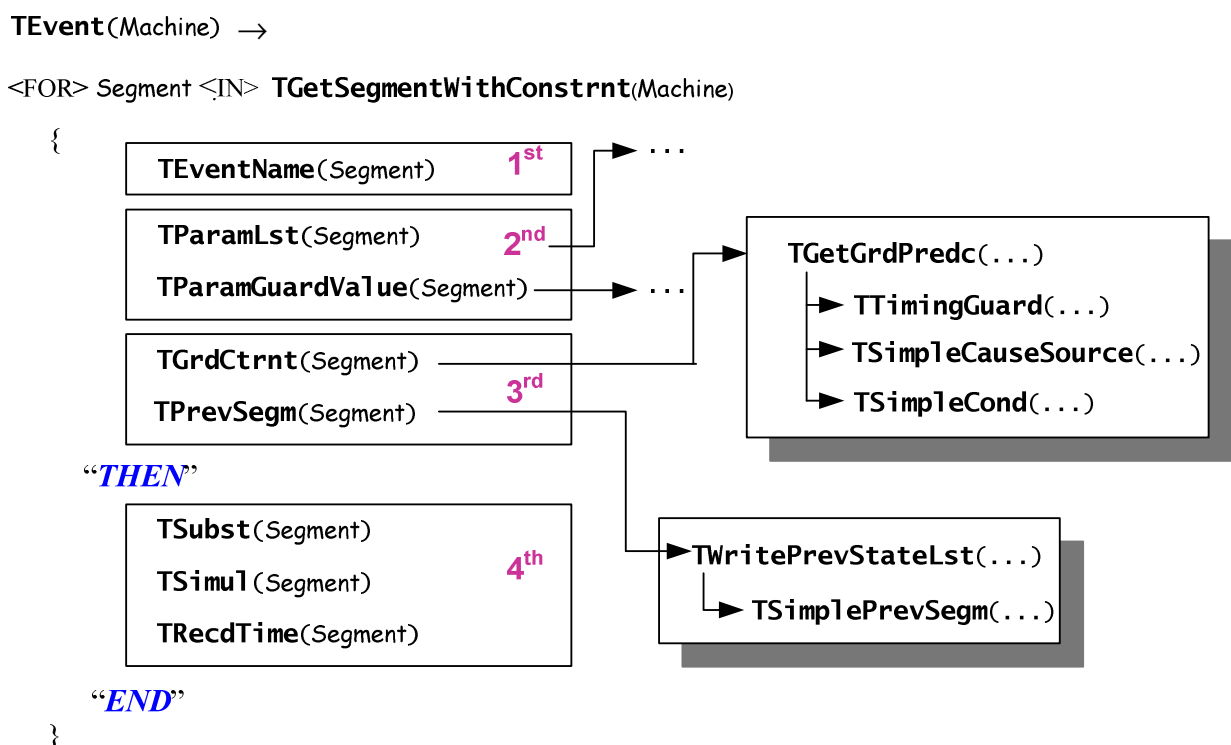 TEvent(Machine) →
<FOR> Segment <IN> TGetSegmentWithConstrnt(Machine)
{
TEventName(Segment) 1st
...
TParamLst(Segment) 2nd
TParamGuardValue(Segment)
...
TGrdCtrnt(Segment)
TPrevSegm(Segment) 3rd
TGetGrdPredc(...)
TTimingGuard(...)
TSimpleCauseSource(...)
TSimpleCond(...)
“THEN”
TSubst(Segment)
TSimul(Segment) 4th
TRecdTime(Segment)
TWritePrevStateLst(...)
TSimplePrevSegm(...)
“END”
}